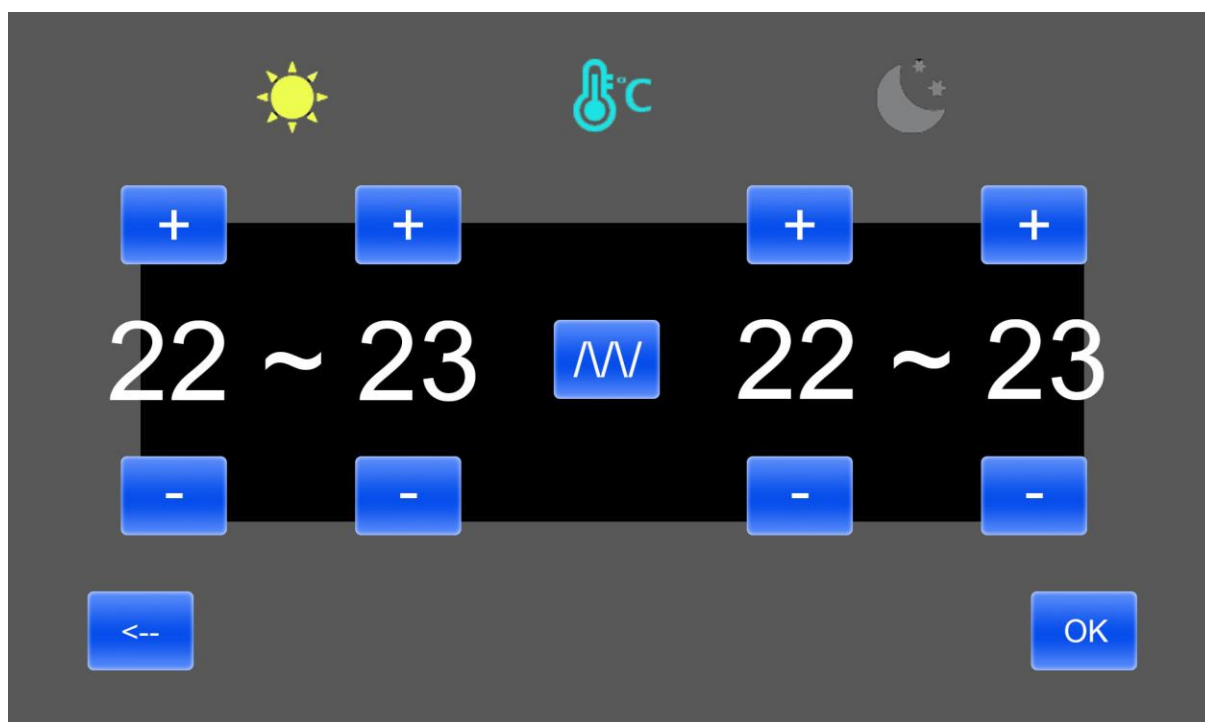 °C
+ + + +
22 ~ 23 /\/\/ 22 ~ 23
- - - -
<-- OK